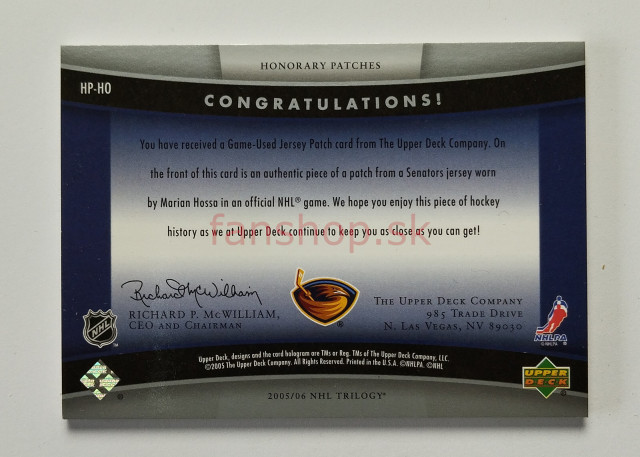 HONORARY PATCHES
HP-HO
CONGRATULATIONS!
You have received a Game-Used Jersey Patch card from The Upper Deck Company. On
the front of this card is an authentic piece of a patch from a Senators jersey worn
by Marian Hossa in an official NHL® game. We hope you enjoy this piece of hockey
history as we at Upper Deck continue to keep you as close as you can get!
fanshop.sk
Richard McWilliam
RICHARD P. MCWILLIAM,
CEO AND CHAIRMAN
THE UPPER DECK COMPANY
985 TRADE DRIVE
N. LAS VEGAS, NV 89030
NHL
NHLPA
©NHLPA
Upper Deck, designs and the card hologram are TMs or Reg. TMs of The Upper Deck Company, LLC.
©2005 The Upper Deck Company. All Rights Reserved. Printed in the U.S.A. ©NHLPA. ©NHL
UPPER
DECK
2005/06 NHL TRILOGY®